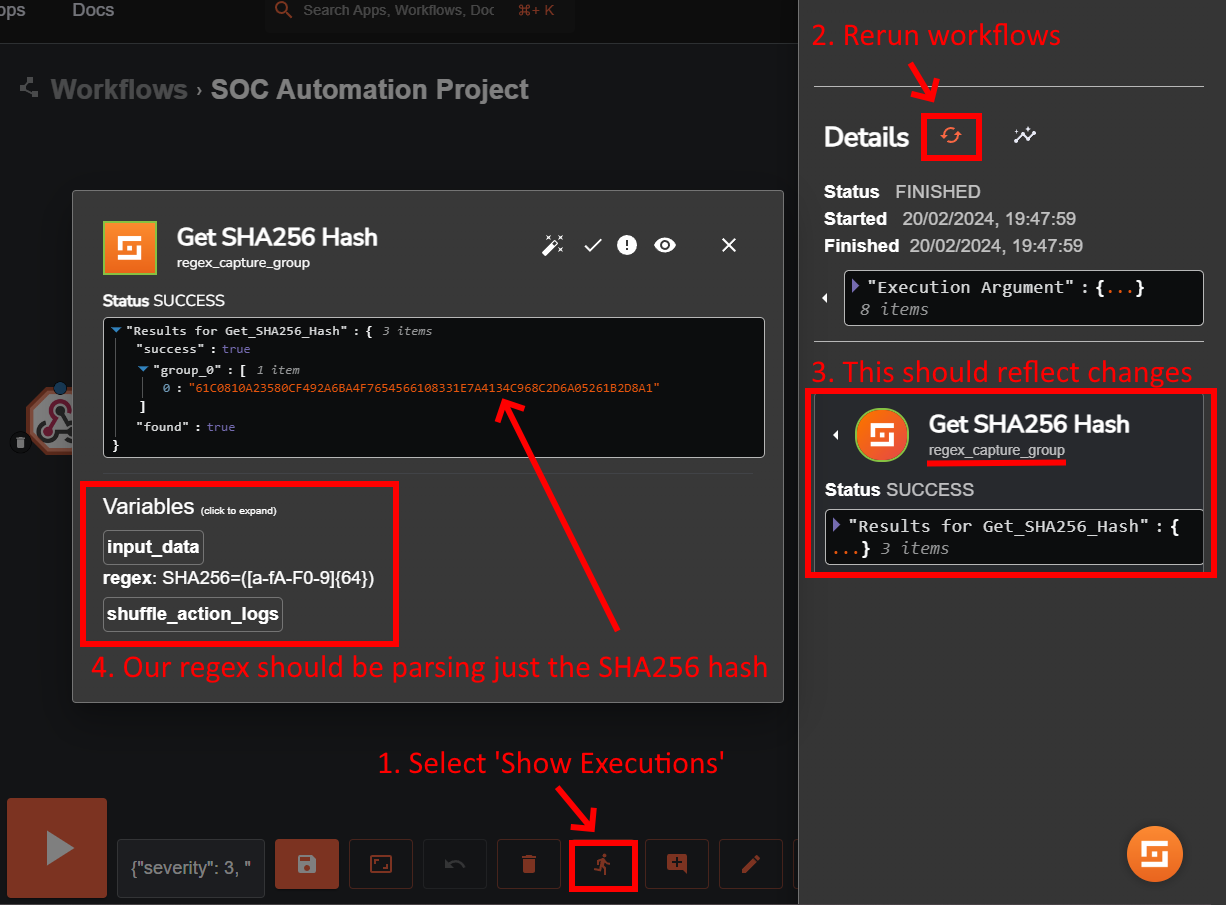 Docs
Search Apps, Workflows, Doc
⌘+ K
2. Rerun workflows
Workflows › SOC Automation Project
Details
Status FINISHED
Started 20/02/2024, 19:47:59
Finished 20/02/2024, 19:47:59
"Execution Argument" : {...}
8 items
Get SHA256 Hash
regex_capture_group
Status SUCCESS
"Results for Get_SHA256_Hash" : { 3 items
"success" : true
"group_0" : [ 1 item
0 : "61C0810A23580CF492A6BA4F7654566108331E7A4134C968C2D6A05261B2D8A1"
]
"found" : true
}
3. This should reflect changes
Get SHA256 Hash
regex_capture_group
Status SUCCESS
"Results for Get_SHA256_Hash" : {
...} 3 items
Variables (click to expand)
input_data
regex: SHA256=([a-fA-F0-9]{64})
shuffle_action_logs
4. Our regex should be parsing just the SHA256 hash
1. Select 'Show Executions'
{"severity": 3, "